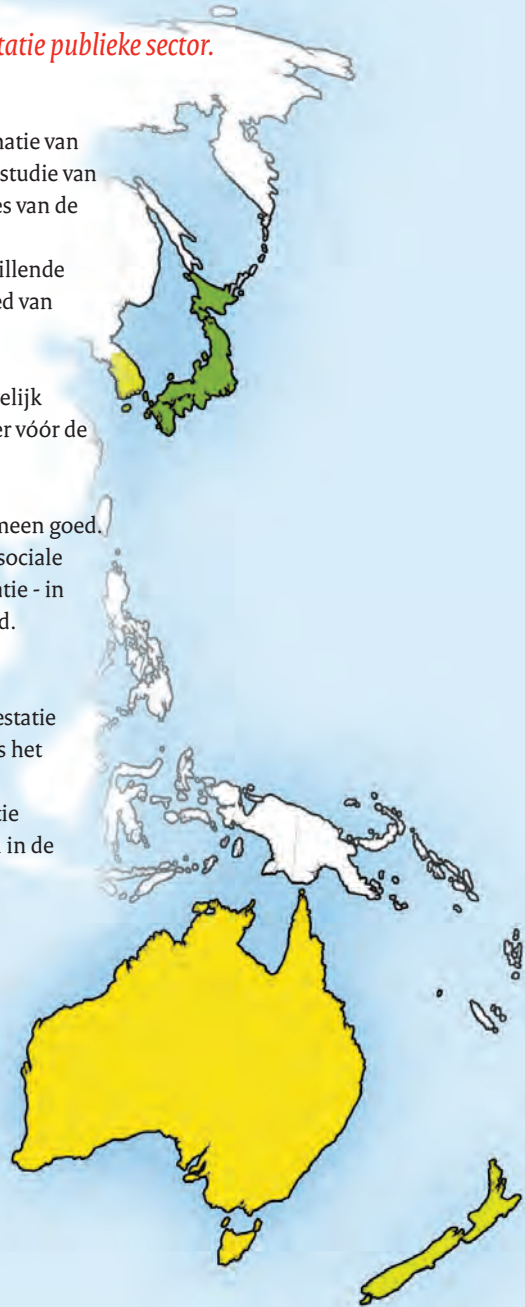 tatie publieke sector.
natie van
studie van
es van de
illende
ed van
elijk
er vóór de
meen goed.
sociale
atie - in
d.
estatie
s het
tie
in de